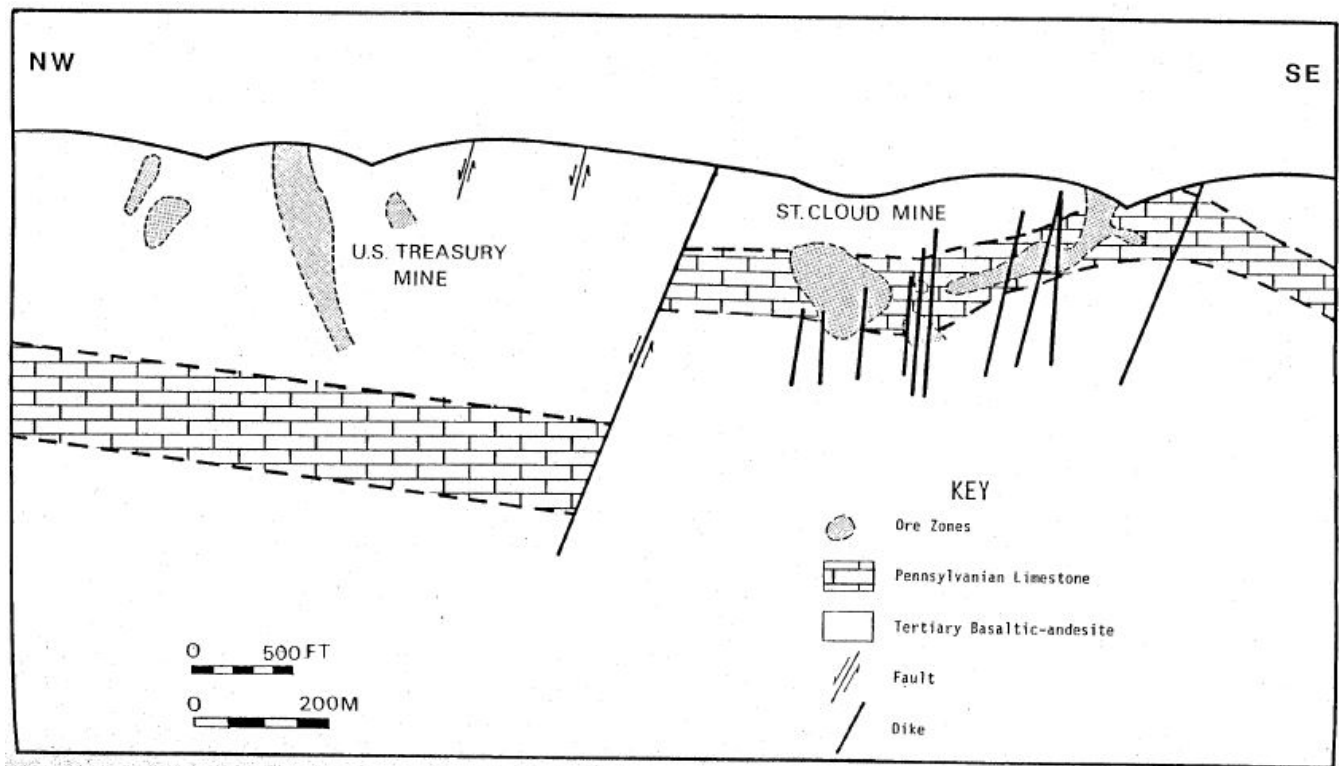 NW
SE
ST. CLOUD MINE
U.S. TREASURY
MINE
KEY
Ore Zones
Pennsylvanian Limestone
Tertiary Basaltic-andesite
Fault
Dike
0 500 FT
0 200M